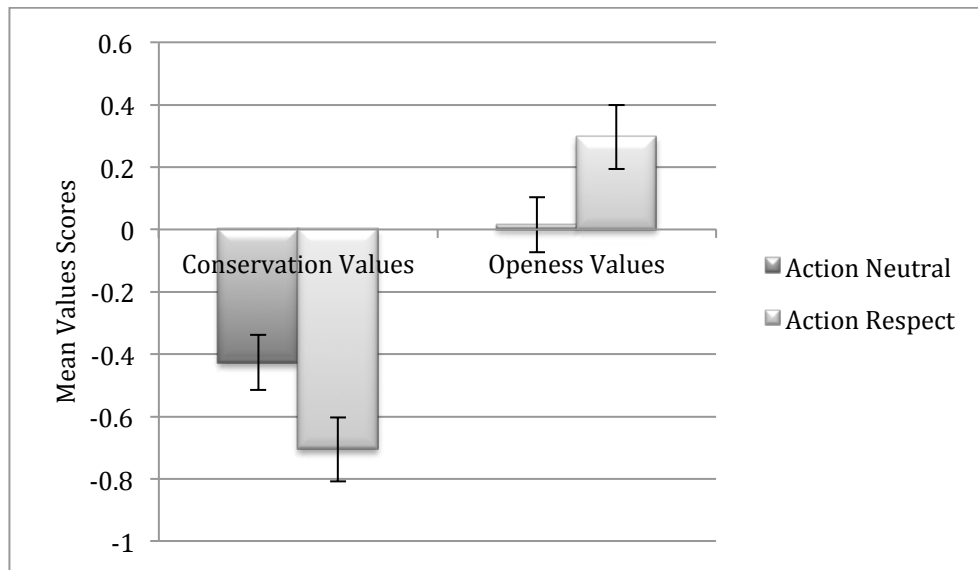 Mean Values Scores
0.6
0.4
0.2
0
-0.2
-0.4
-0.6
-0.8
-1
Conservation Values
Openess Values
Action Neutral
Action Respect